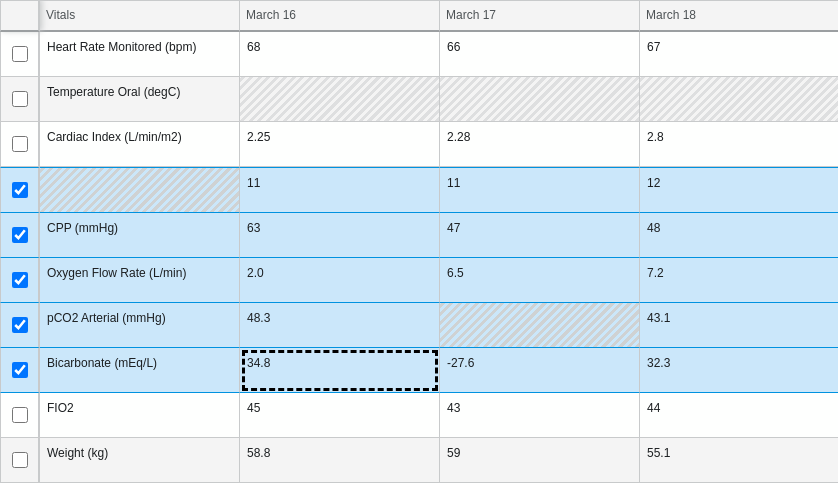 Vitals March 16 March 17 March 18
Heart Rate Monitored (bpm) 68 66 67
Temperature Oral (degC)
Cardiac Index (L/min/m2) 2.25 2.28 2.8
11 11 12
CPP (mmHg) 63 47 48
Oxygen Flow Rate (L/min) 2.0 6.5 7.2
pCO2 Arterial (mmHg) 48.3 43.1
Bicarbonate (mEq/L) 34.8 -27.6 32.3
FIO2 45 43 44
Weight (kg) 58.8 59 55.1